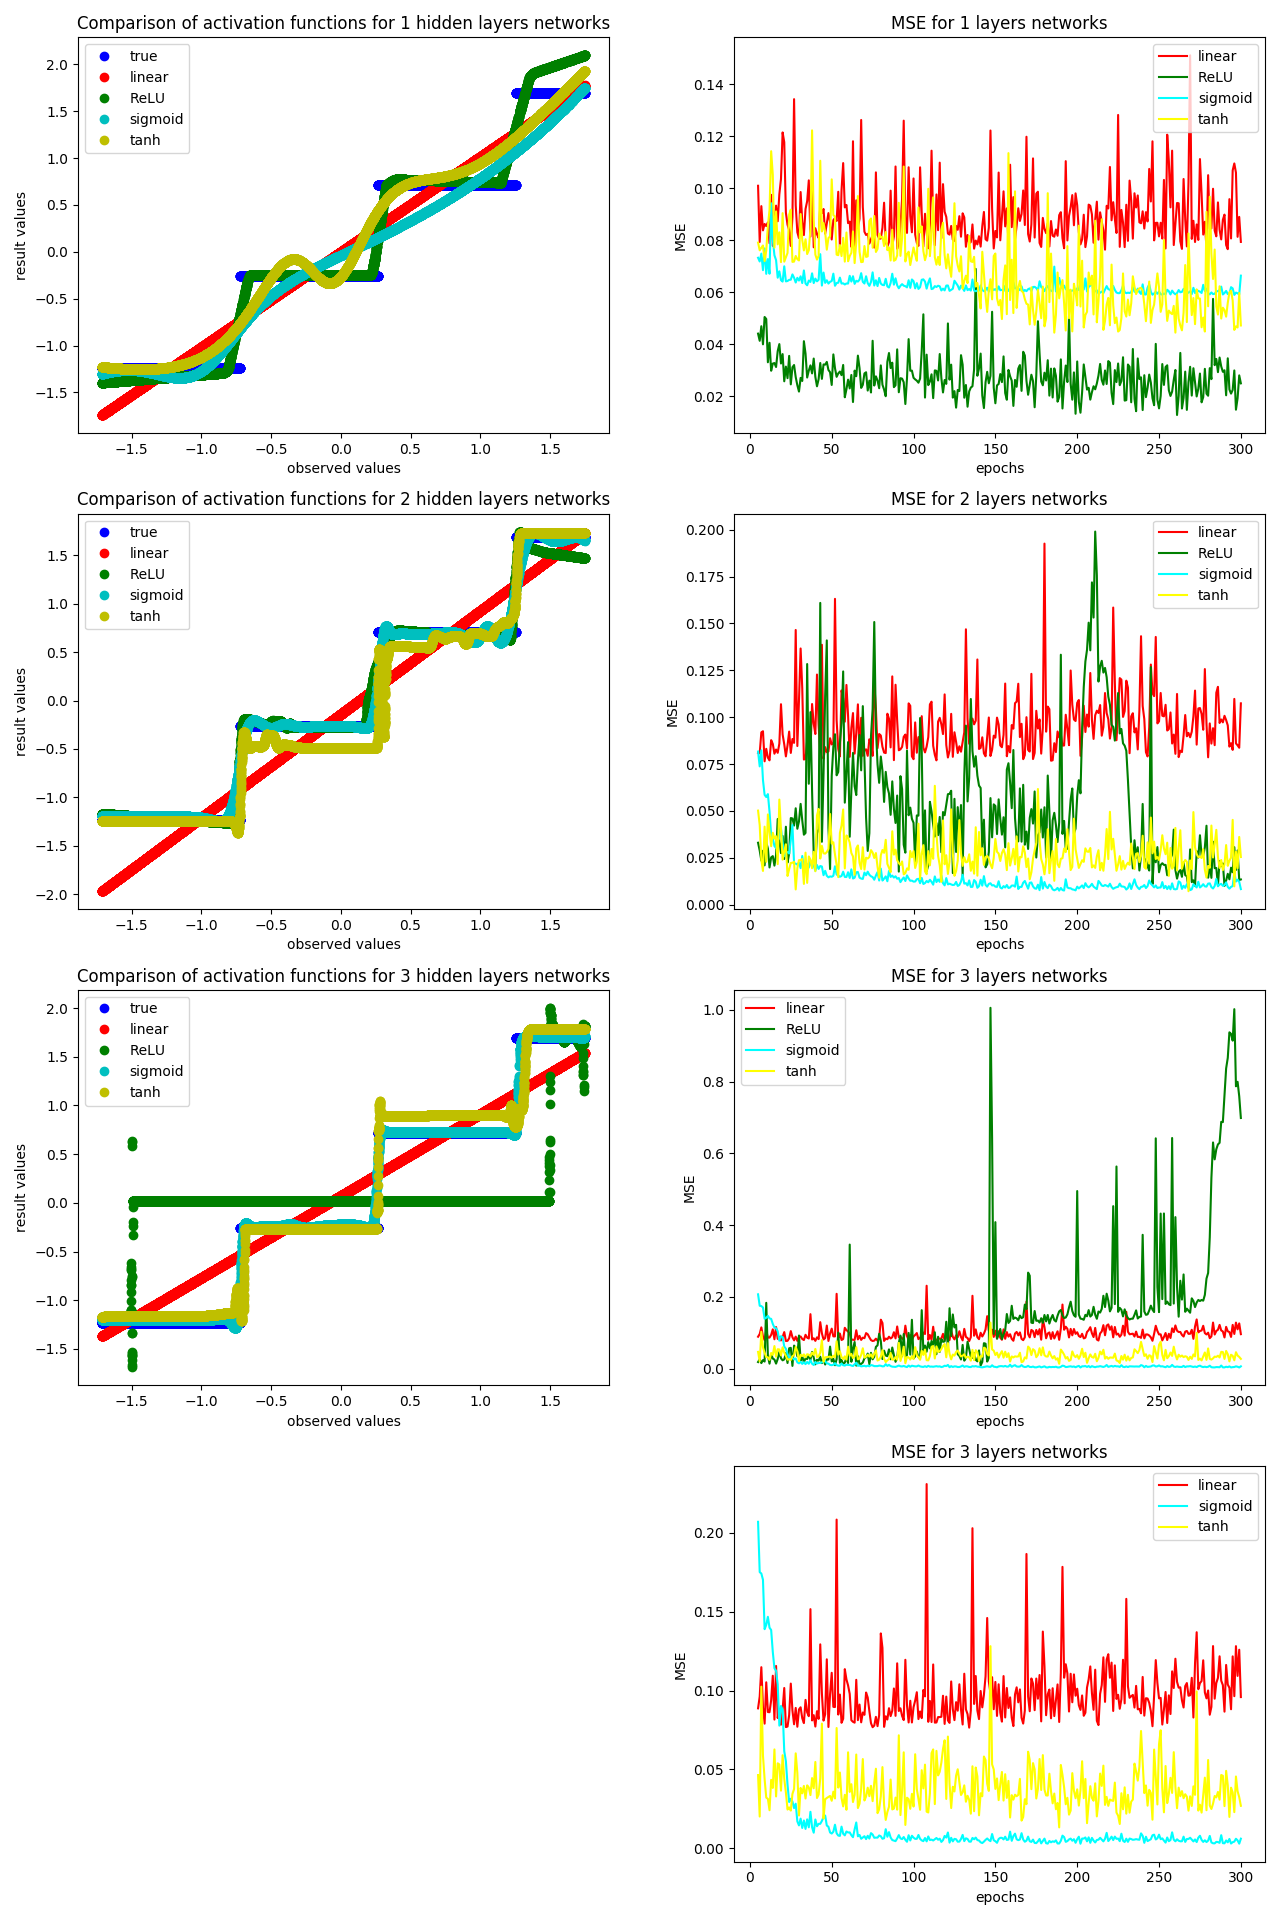 Comparison of activation functions for 1 hidden layers networks
true
linear
ReLU
sigmoid
tanh
2.0
1.5
1.0
0.5
0.0
−0.5
−1.0
−1.5
result values
−1.5 −1.0 −0.5 0.0 0.5 1.0 1.5
observed values
MSE for 1 layers networks
linear
ReLU
sigmoid
tanh
0.14
0.12
0.10
0.08
0.06
0.04
0.02
MSE
0 50 100 150 200 250 300
epochs
Comparison of activation functions for 2 hidden layers networks
true
linear
ReLU
sigmoid
tanh
1.5
1.0
0.5
0.0
−0.5
−1.0
−1.5
−2.0
result values
−1.5 −1.0 −0.5 0.0 0.5 1.0 1.5
observed values
MSE for 2 layers networks
linear
ReLU
sigmoid
tanh
0.200
0.175
0.150
0.125
0.100
0.075
0.050
0.025
0.000
MSE
0 50 100 150 200 250 300
epochs
Comparison of activation functions for 3 hidden layers networks
true
linear
ReLU
sigmoid
tanh
2.0
1.5
1.0
0.5
0.0
−0.5
−1.0
−1.5
result values
−1.5 −1.0 −0.5 0.0 0.5 1.0 1.5
observed values
MSE for 3 layers networks
linear
ReLU
sigmoid
tanh
1.0
0.8
0.6
0.4
0.2
0.0
MSE
0 50 100 150 200 250 300
epochs
MSE for 3 layers networks
linear
sigmoid
tanh
0.20
0.15
0.10
0.05
0.00
MSE
0 50 100 150 200 250 300
epochs